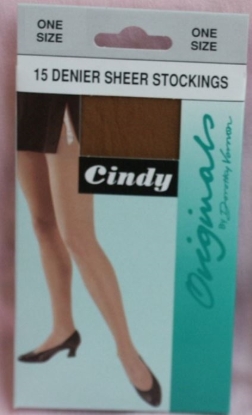 ONE
SIZE
ONE
SIZE
15 DENIER SHEER STOCKINGS
Cindy
Originals
By Dorothy Vernon